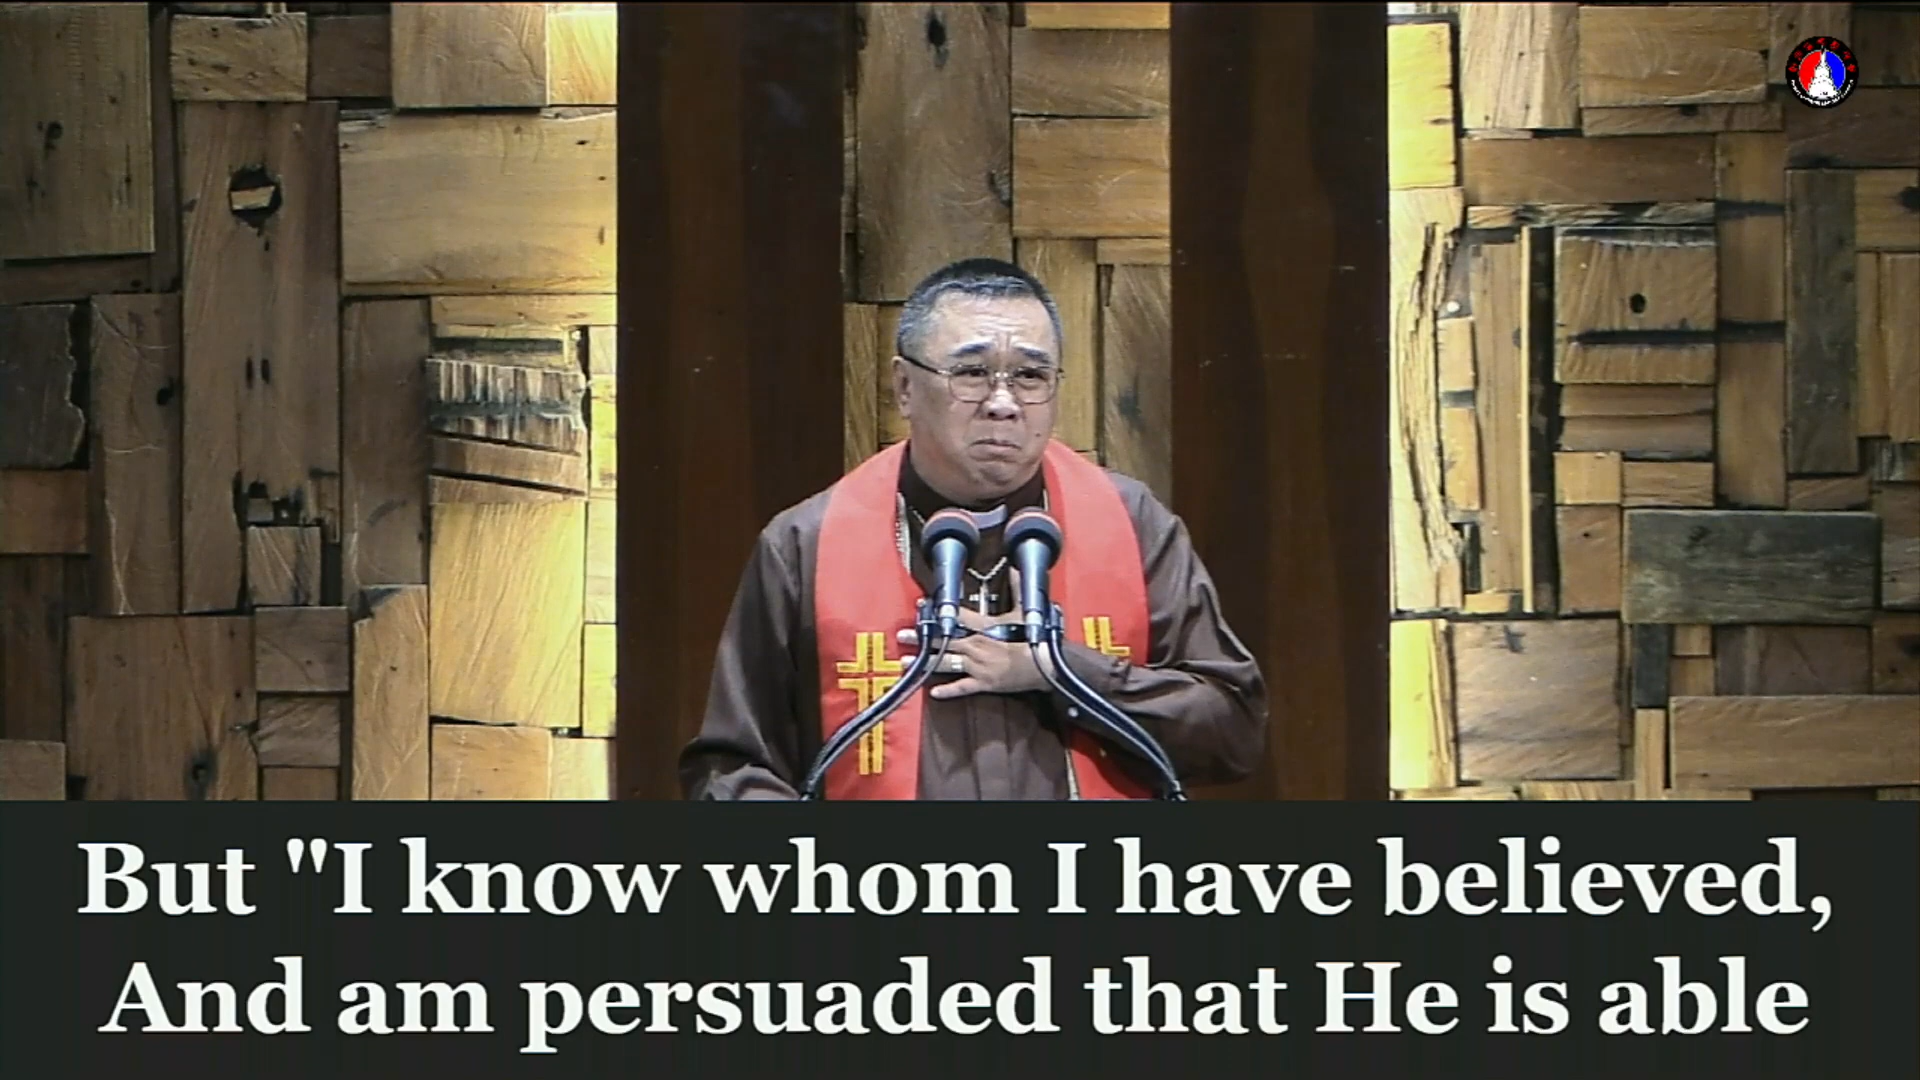 But "I know whom I have believed,
And am persuaded that He is able